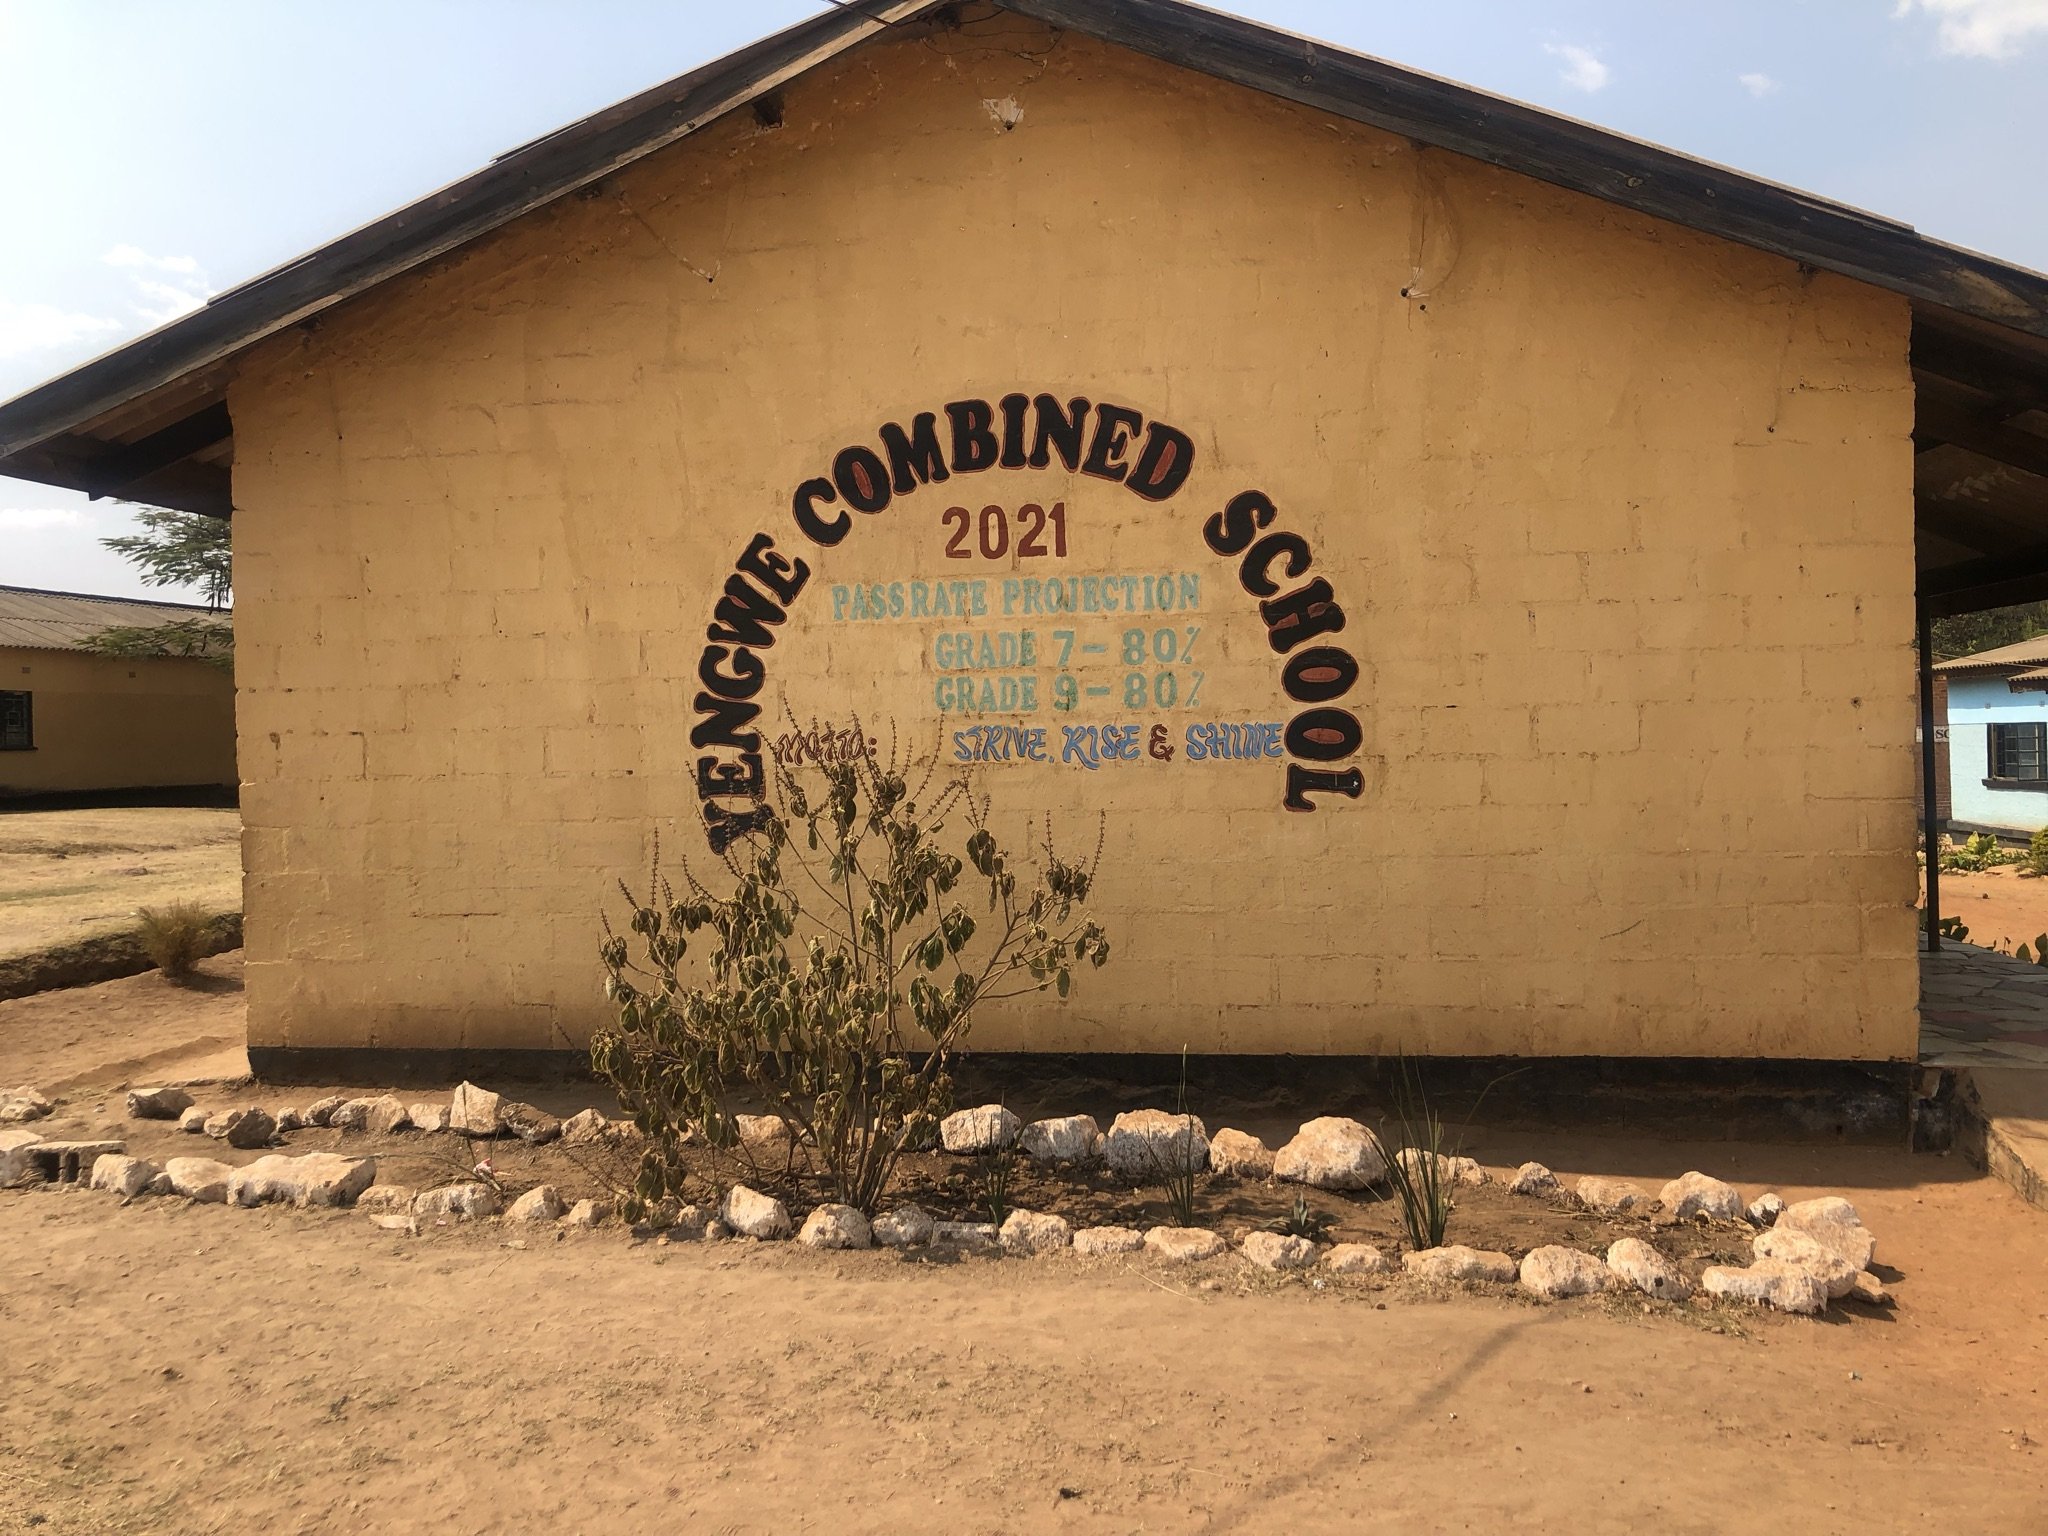 YENGWE COMBINED SCHOOL
2021
PASSRATE PROJECTION
GRADE 7 - 80%
GRADE 9 - 80%
MOTTO: STRIVE, RISE & SHINE